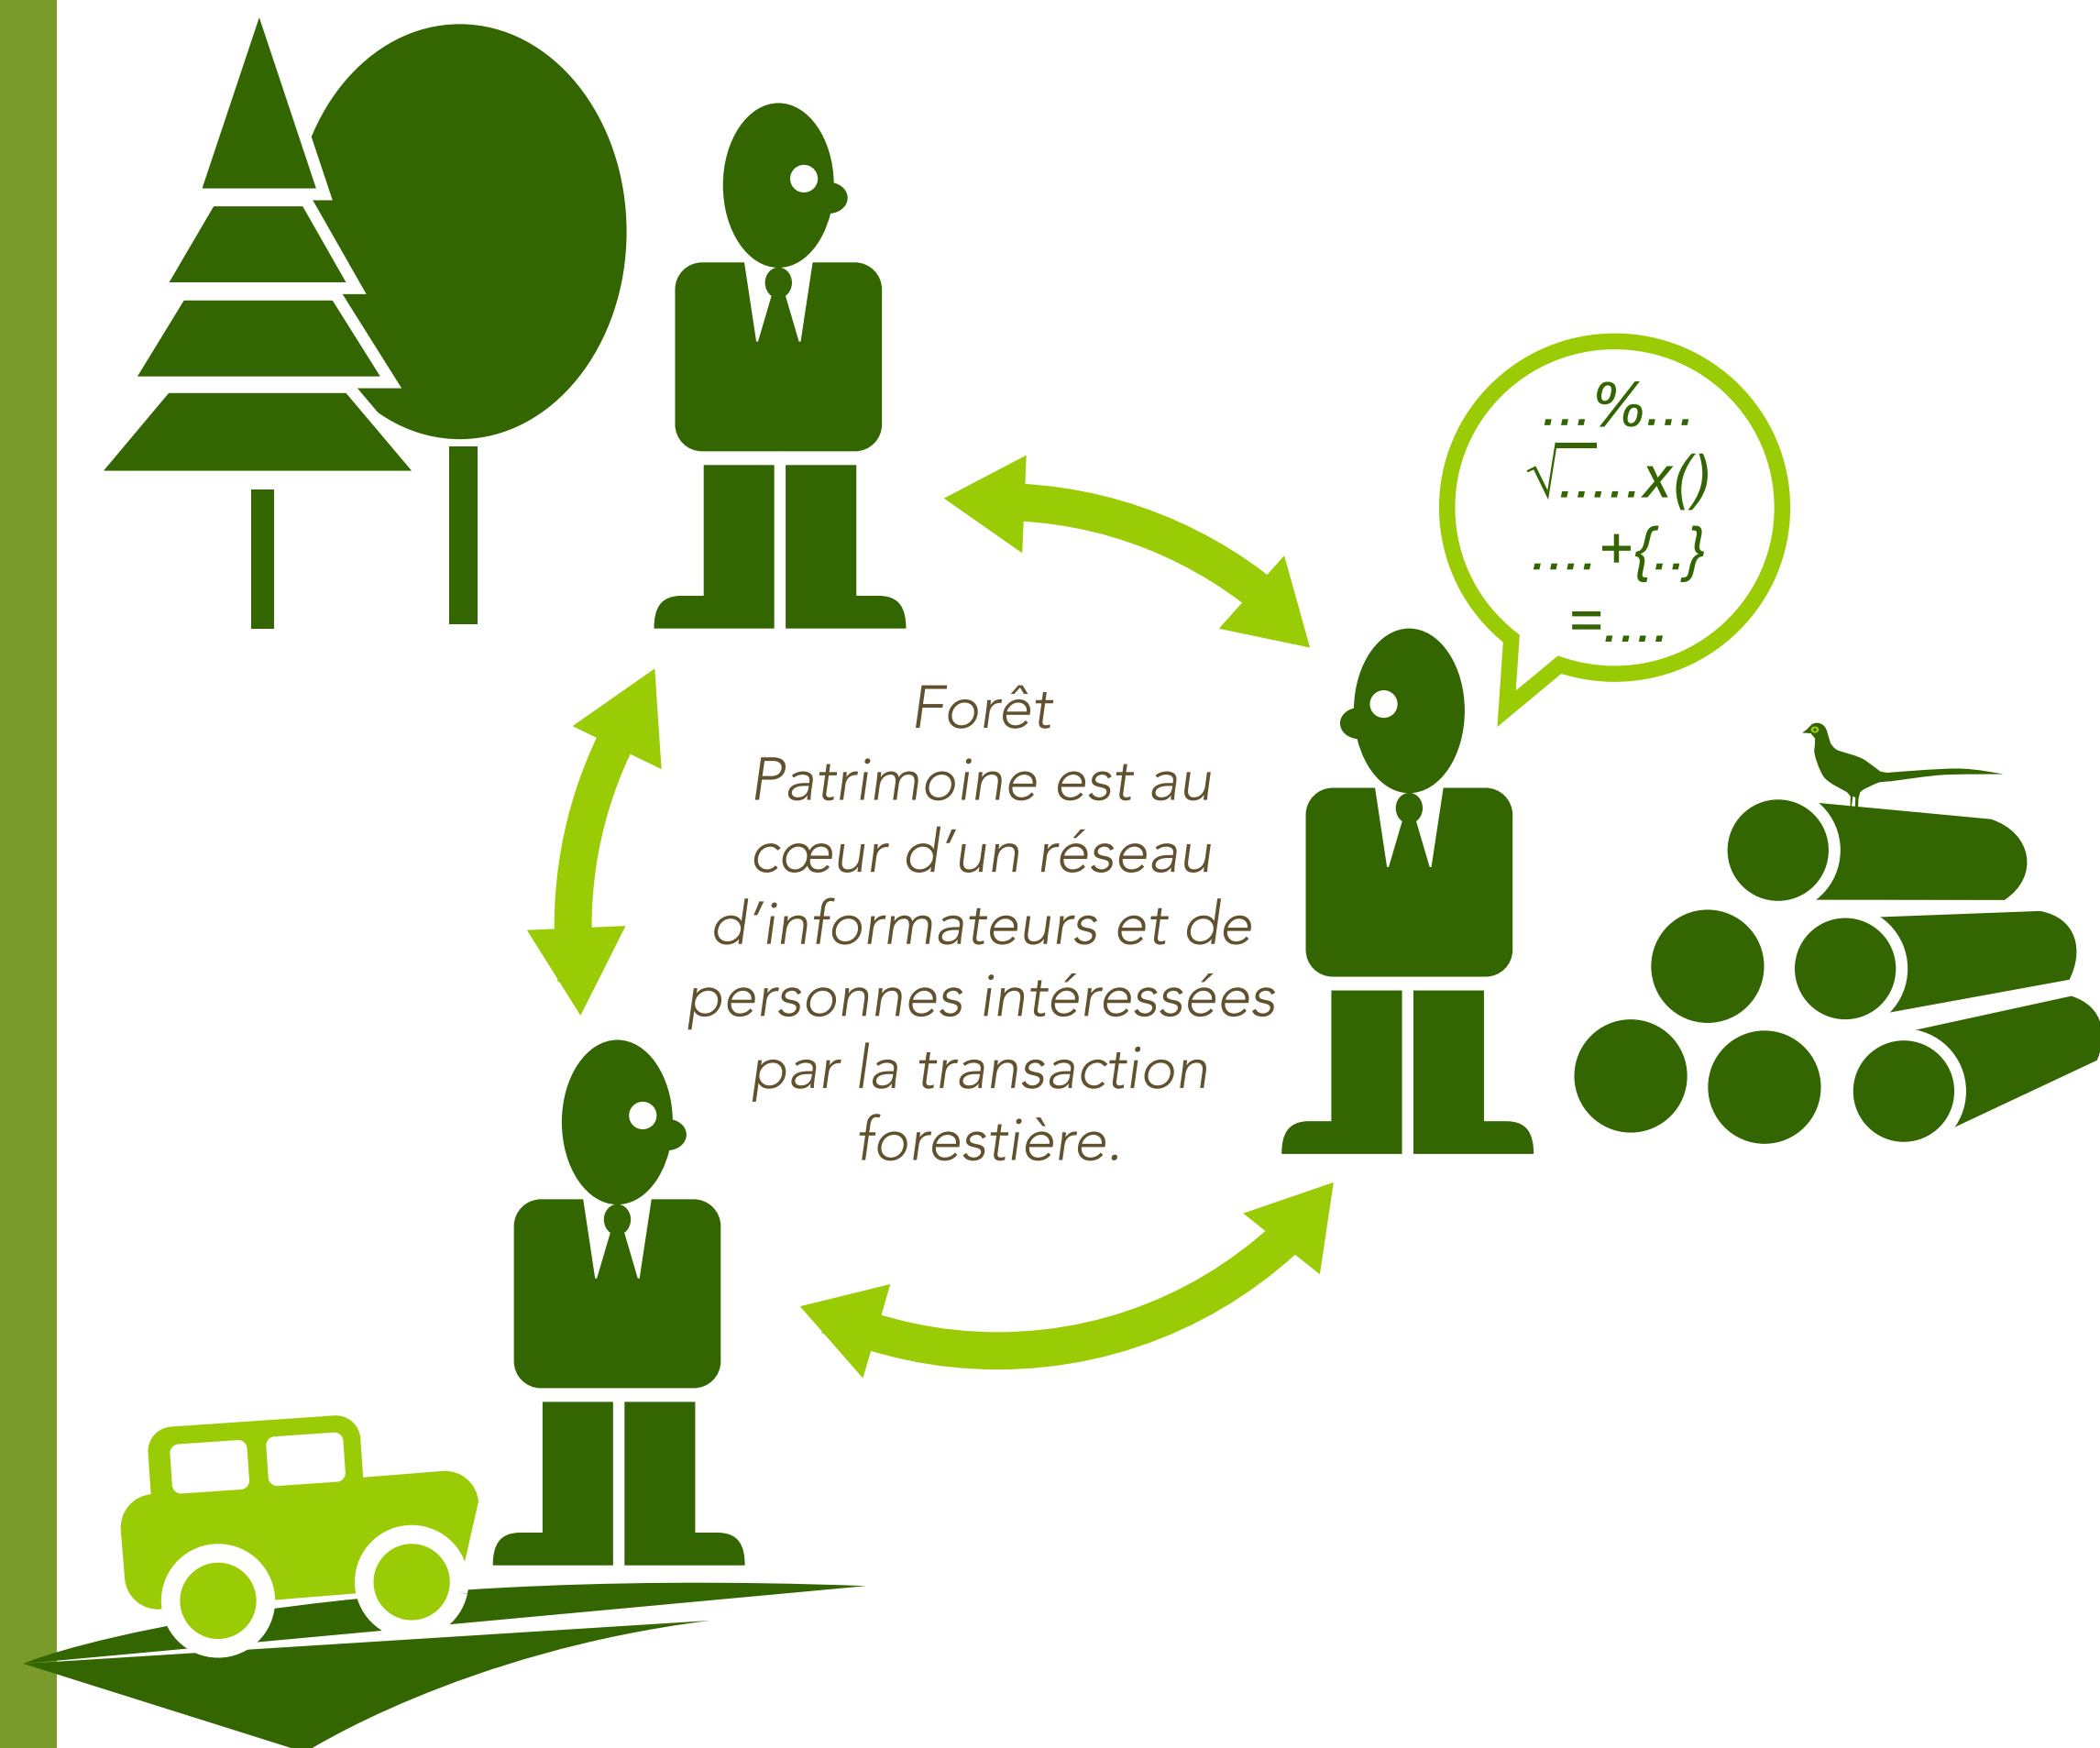 ...%...
√‾.....x()
....+{..}
=....
Forêt
Patrimoine est au
cœur d'un réseau
d'informateurs et de
personnes intéressées
par la transaction
forestière.